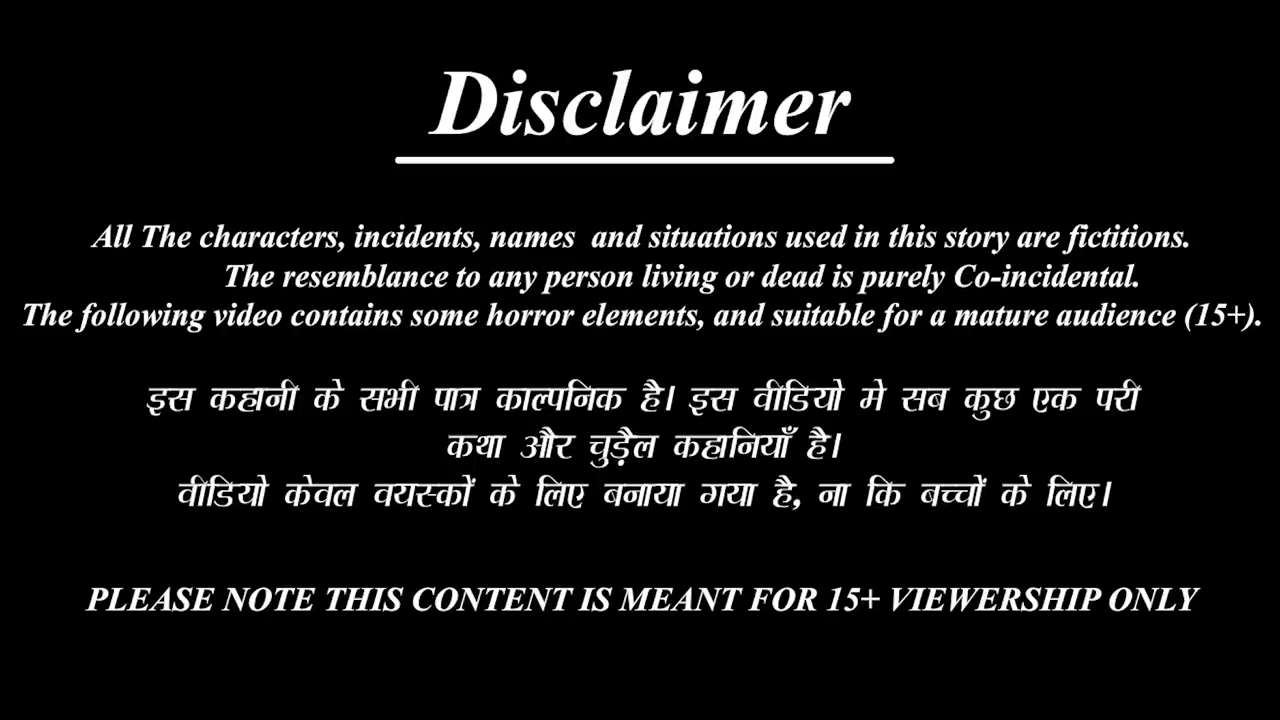 Disclaimer
All The characters, incidents, names and situations used in this story are fictitions.
The resemblance to any person living or dead is purely Co-incidental.
The following video contains some horror elements, and suitable for a mature audience (15+).
इस कहानी के सभी पात्र काल्पनिक है। इस वीडियो मे सब कुछ एक परी
कथा और चुड़ैल कहानियाँ है।
वीडियो केवल वयस्कों के लिए बनाया गया है, ना कि बच्चों के लिए।
PLEASE NOTE THIS CONTENT IS MEANT FOR 15+ VIEWERSHIP ONLY